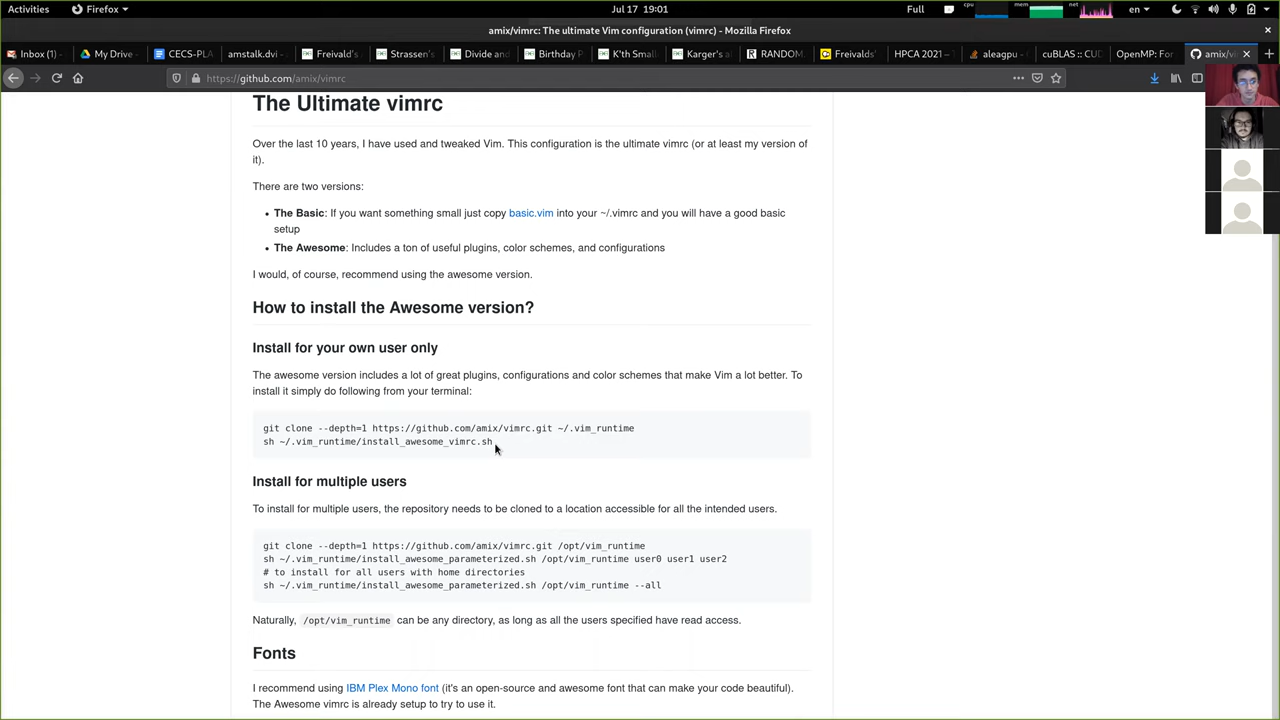 Activities
Firefox
Jul 17 19:01
Full
cpu
mem
net
en
amix/vimrc: The ultimate Vim configuration (vimrc) - Mozilla Firefox
Inbox (1)
My Drive
CECS-PLA
amstalk.dvi
Freivald's
Strassen's
Divide and
Birthday P
K'th Small
Karger's a
RANDOM
Freivalds'
HPCA 2021
aleagpu -
cuBLAS :: CUD
OpenMP: For
amix/vi
https://github.com/amix/vimrc
The Ultimate vimrc
Over the last 10 years, I have used and tweaked Vim. This configuration is the ultimate vimrc (or at least my version of
it).
There are two versions:
• The Basic: If you want something small just copy basic.vim into your ~/.vimrc and you will have a good basic
setup
• The Awesome: Includes a ton of useful plugins, color schemes, and configurations
I would, of course, recommend using the awesome version.
How to install the Awesome version?
Install for your own user only
The awesome version includes a lot of great plugins, configurations and color schemes that make Vim a lot better. To
install it simply do following from your terminal:
git clone --depth=1 https://github.com/amix/vimrc.git ~/.vim_runtime
sh ~/.vim_runtime/install_awesome_vimrc.sh
Install for multiple users
To install for multiple users, the repository needs to be cloned to a location accessible for all the intended users.
git clone --depth=1 https://github.com/amix/vimrc.git /opt/vim_runtime
sh ~/.vim_runtime/install_awesome_parameterized.sh /opt/vim_runtime user0 user1 user2
# to install for all users with home directories
sh ~/.vim_runtime/install_awesome_parameterized.sh /opt/vim_runtime --all
Naturally, /opt/vim_runtime can be any directory, as long as all the users specified have read access.
Fonts
I recommend using IBM Plex Mono font (it's an open-source and awesome font that can make your code beautiful).
The Awesome vimrc is already setup to try to use it.